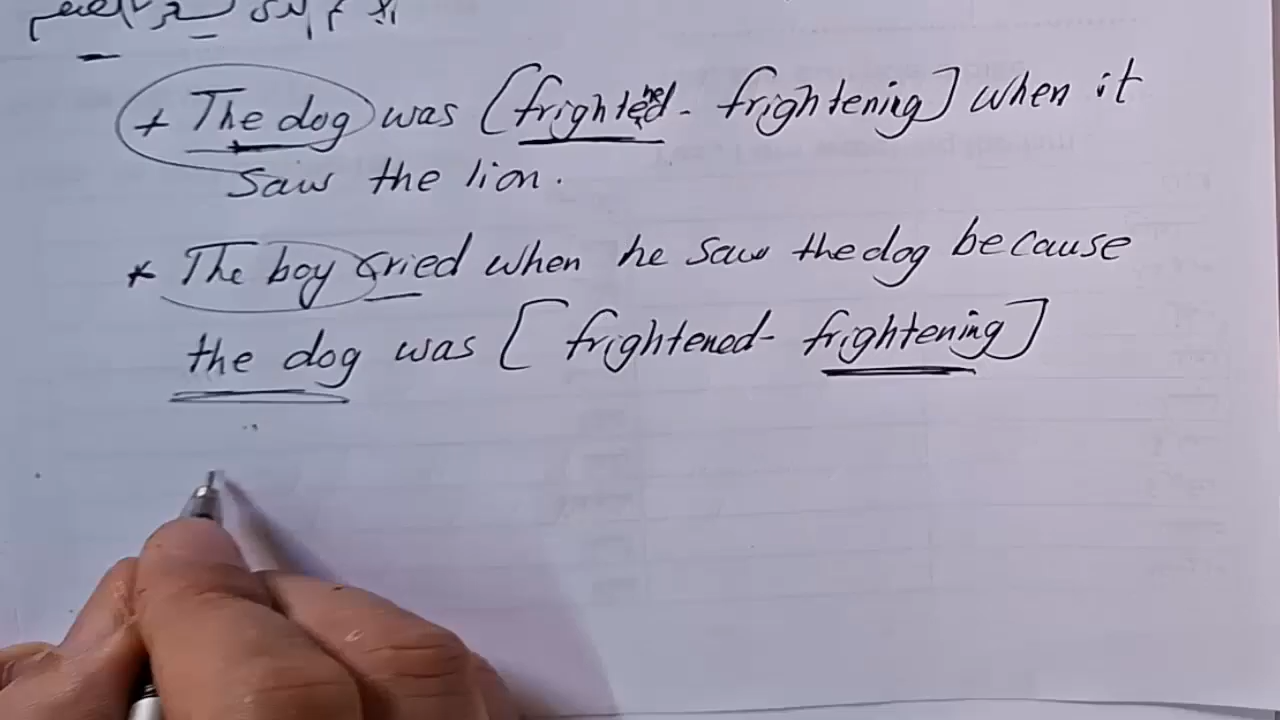 + The dog was [frightened - frightening] when it
saw the lion.
* The boy cried when he saw the dog because
the dog was [frightened - frightening]